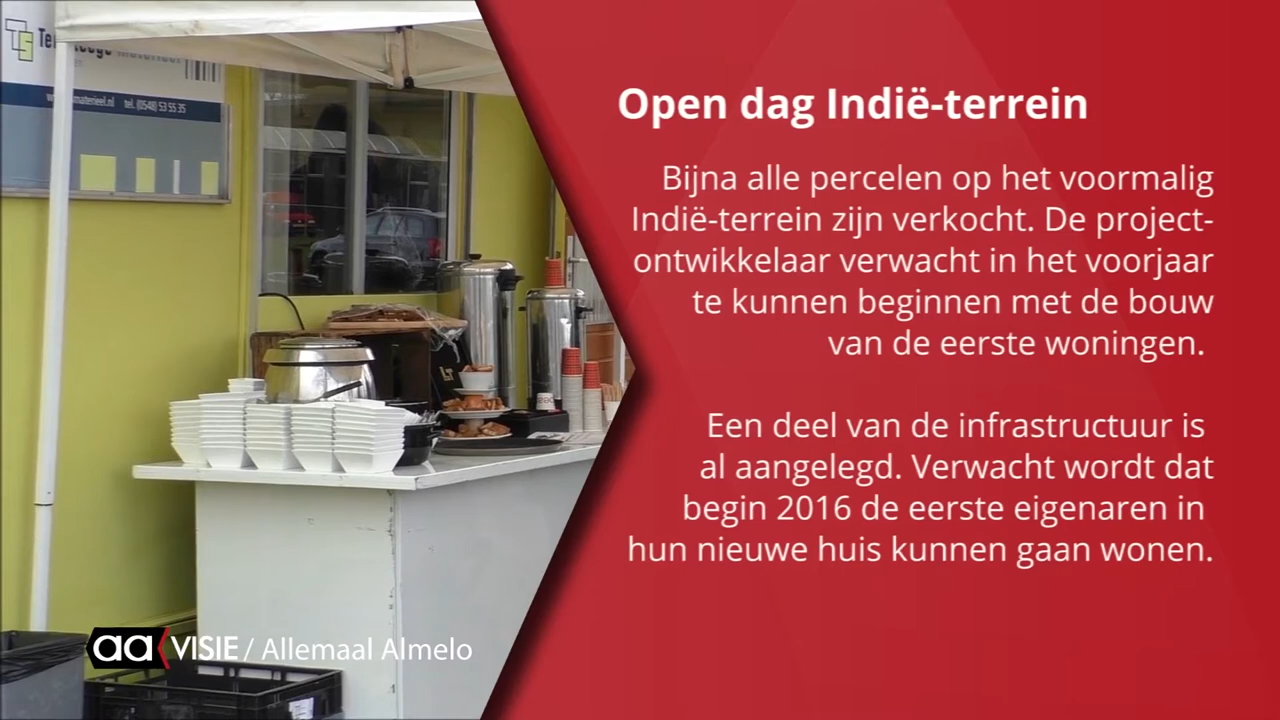 Open dag Indië-terrein
Bijna alle percelen op het voormalig
Indië-terrein zijn verkocht. De project-
ontwikkelaar verwacht in het voorjaar
te kunnen beginnen met de bouw
van de eerste woningen.
Een deel van de infrastructuur is
al aangelegd. Verwacht wordt dat
begin 2016 de eerste eigenaren in
hun nieuwe huis kunnen gaan wonen.
TS
tel. (0548) 53 55 35
aa VISIE / Allemaal Almelo